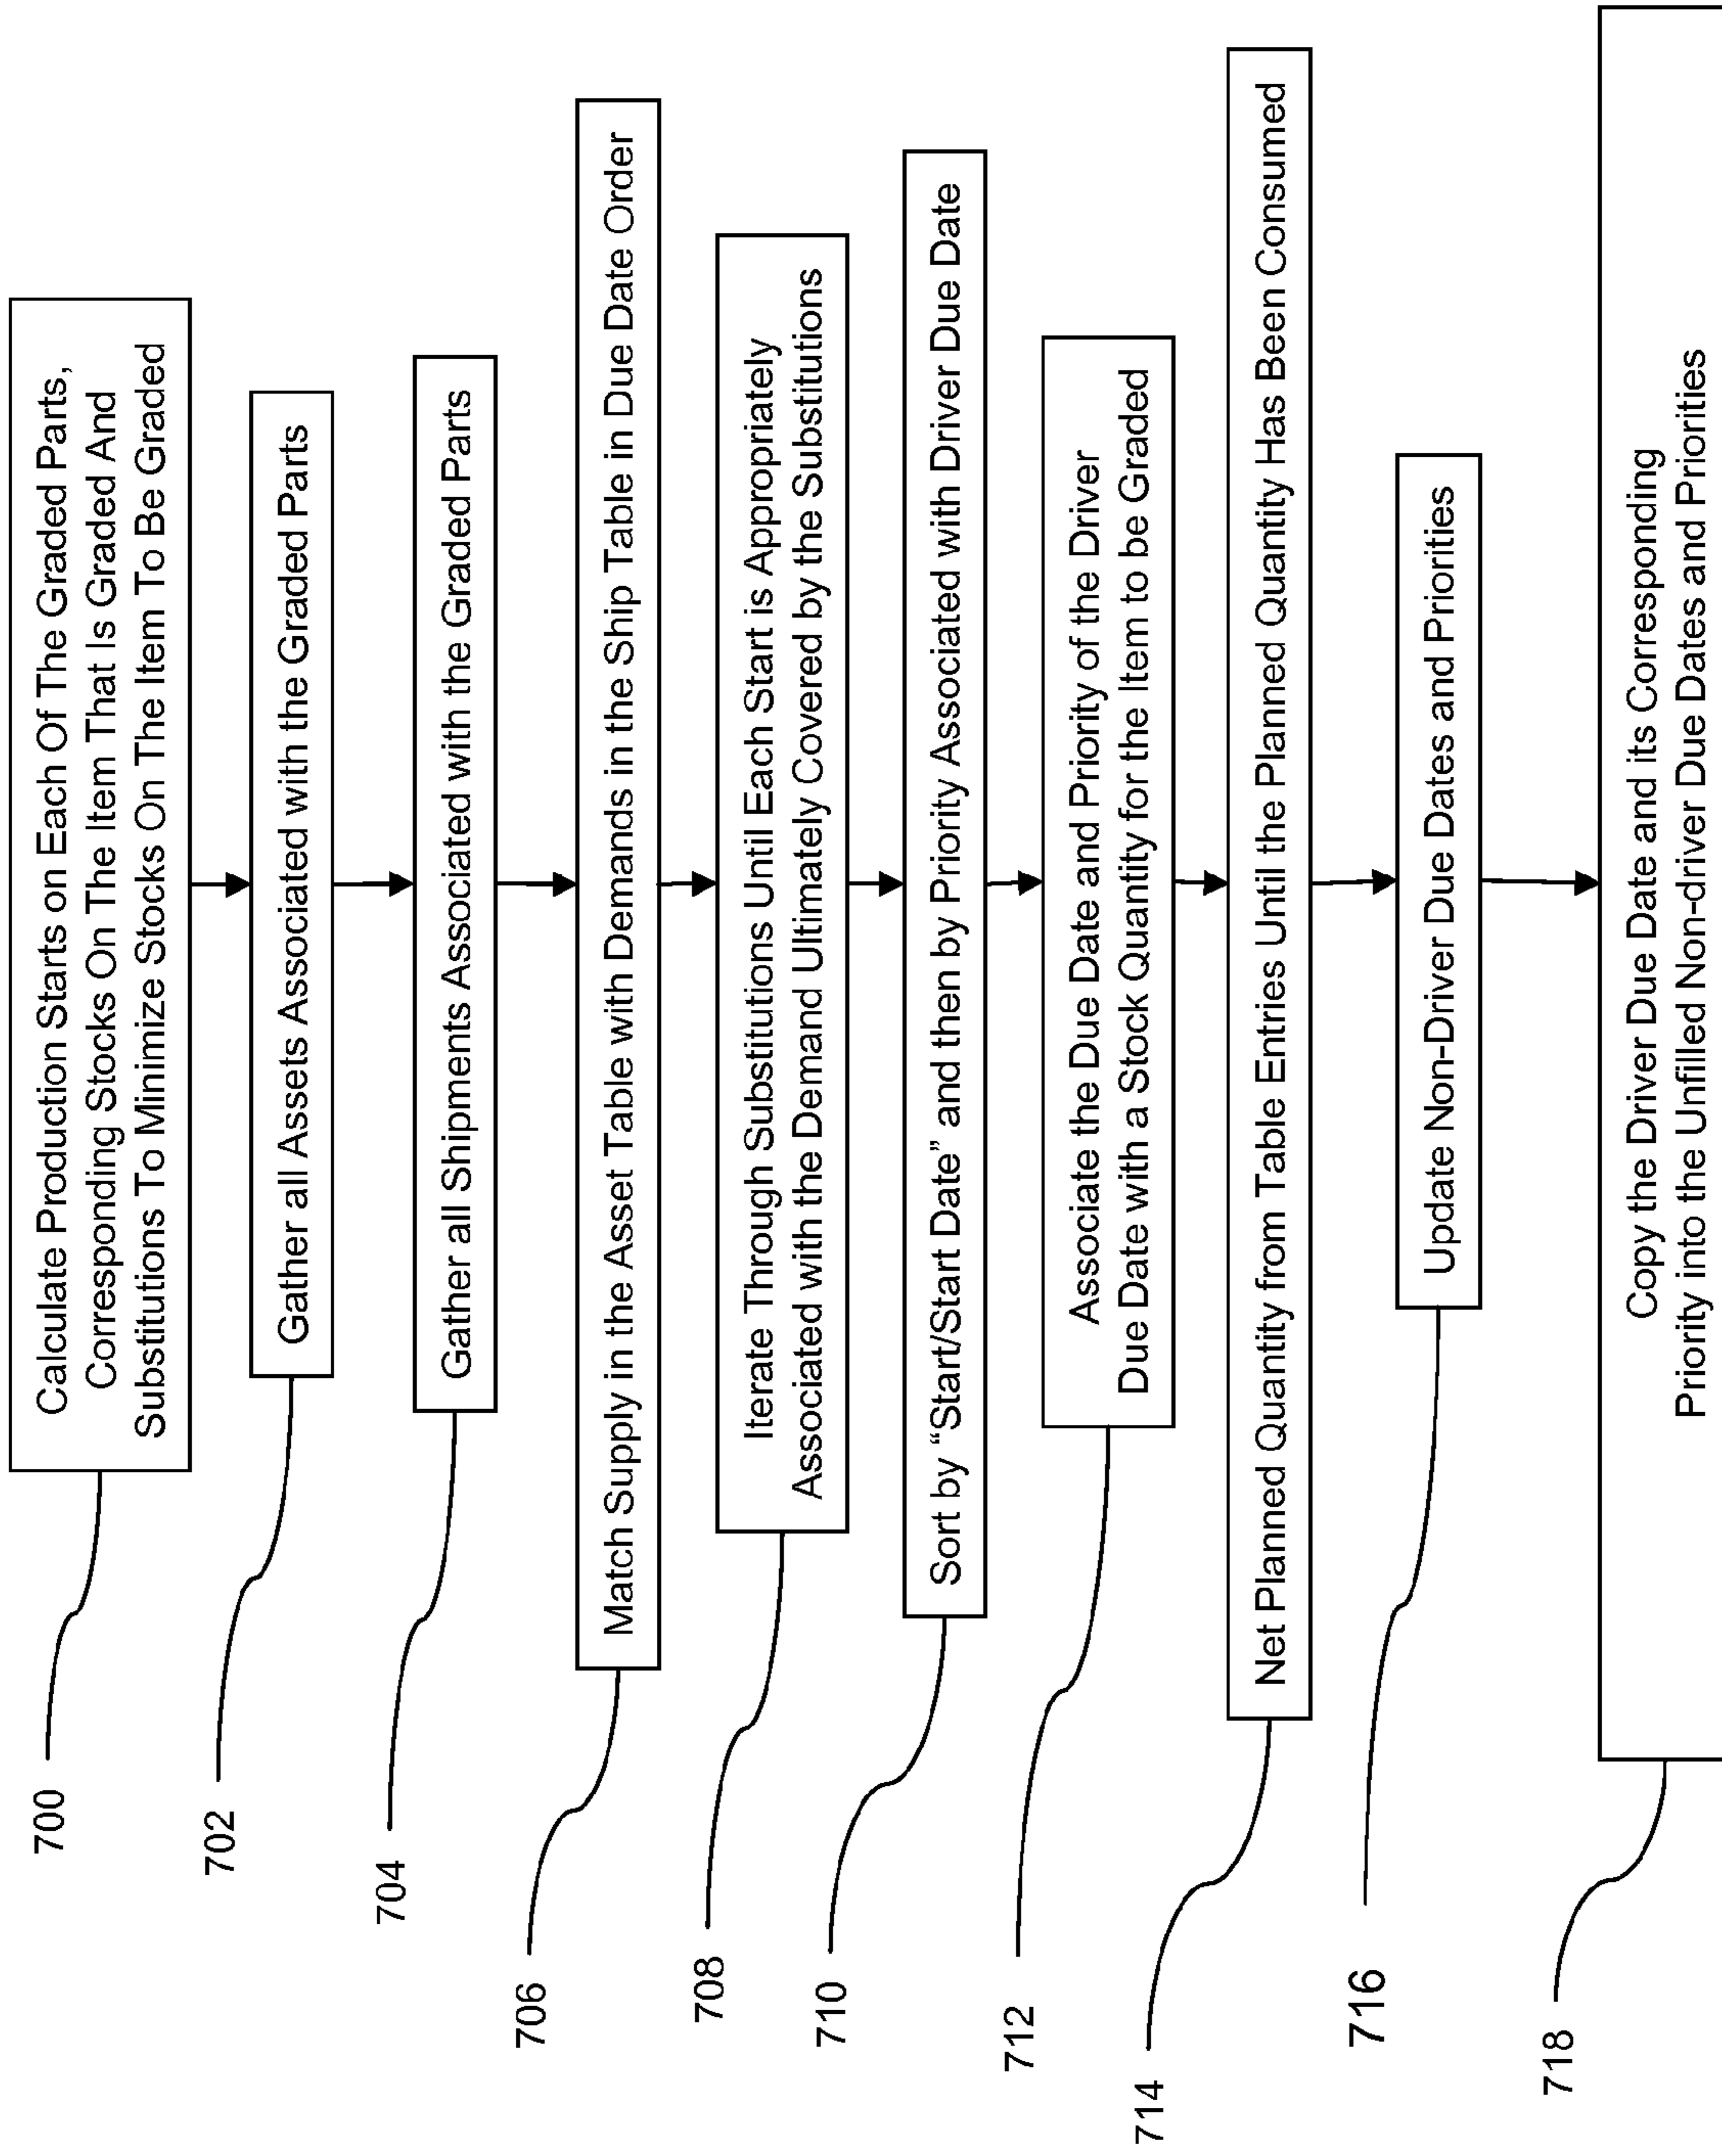 700
Calculate Production Starts on Each Of The Graded Parts,
Corresponding Stocks On The Item That Is Graded And
Substitutions To Minimize Stocks On The Item To Be Graded
702
Gather all Assets Associated with the Graded Parts
704
Gather all Shipments Associated with the Graded Parts
706
Match Supply in the Asset Table with Demands in the Ship Table in Due Date Order
708
Iterate Through Substitutions Until Each Start is Appropriately
Associated with the Demand Ultimately Covered by the Substitutions
710
Sort by “Start/Start Date” and then by Priority Associated with Driver Due Date
712
Associate the Due Date and Priority of the Driver
Due Date with a Stock Quantity for the Item to be Graded
714
Net Planned Quantity from Table Entries Until the Planned Quantity Has Been Consumed
716
Update Non-Driver Due Dates and Priorities
718
Copy the Driver Due Date and its Corresponding
Priority into the Unfilled Non-driver Due Dates and Priorities